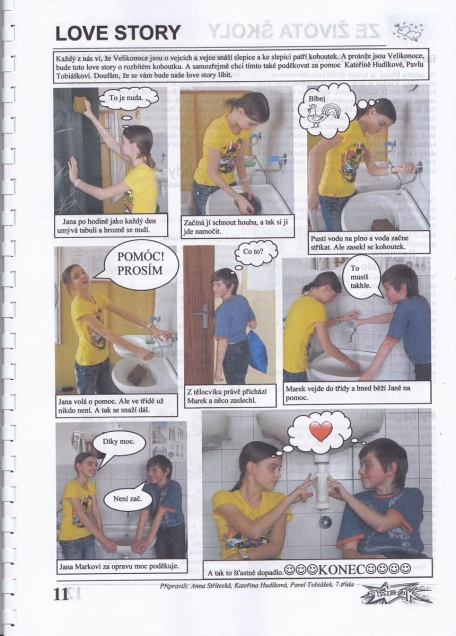 LOVE STORY
ZE ŽIVOTA ŠKOLY
Každý z nás ví, že Velikonoce jsou o vejcích a vejce snáší slepice a ke slepici patří kohoutek. A protože jsou Velikonoce,
bude toto love story o rozbitém kohoutku. A samozřejmě chci tímto také poděkovat za pomoc Kateřině Hudíkové, Pavlu
Tobiáškovi. Doufám, že se vám bude naše love story líbit.
To je nuda.
Jana po hodině jako každý den
umývá tabuli a hrozně se nudí.
Začíná jí schnout houba, a tak si ji
jde namočit.
Blbej
Pustí vodu na plno a voda začne
stříkat. Ale zasekl se kohoutek.
POMÓC!
PROSÍM
Jana volá o pomoc. Ale ve třídě už
nikdo není. A tak se snaží dál.
Co to?
Z tělocviku právě přichází
Marek a něco zaslechl.
To
musíš
takhle.
Marek vejde do třídy a hned běží Janě na
pomoc.
Díky moc.
Není zač.
Jana Markovi za opravu moc poděkuje.
A tak to šťastně dopadlo.☺☺☺☺KONEC☺☺☺☺
Připravili: Anna Stříteská, Kateřina Hudíková, Pavel Tobiášek, 7.třída
11